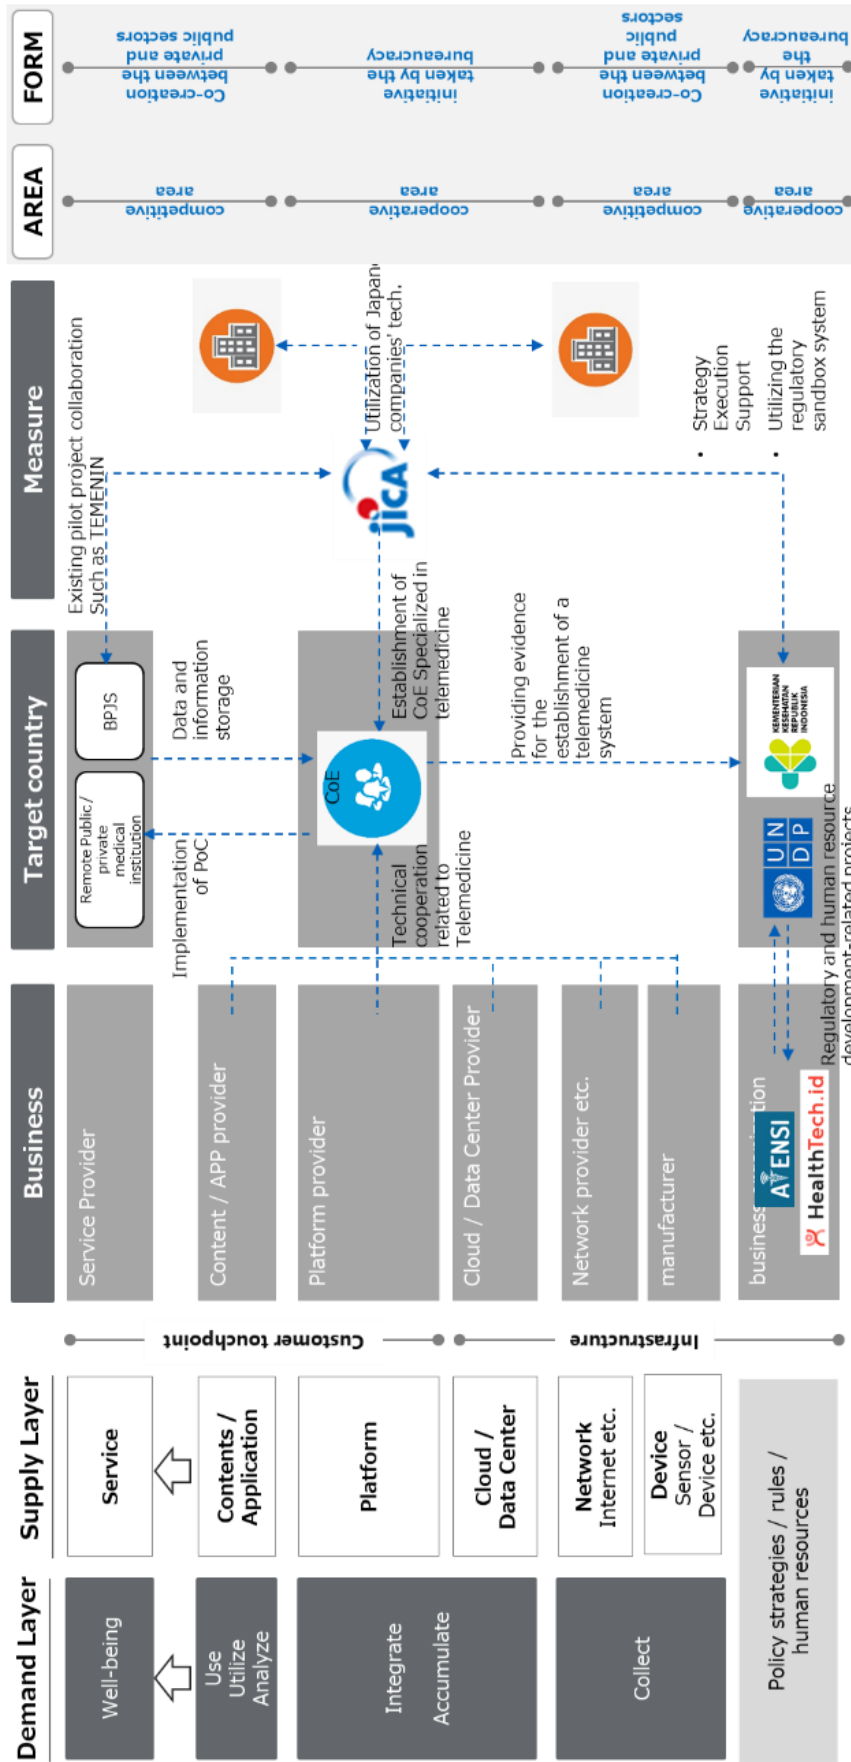 Demand Layer
Supply Layer
Business
Target country
Measure
AREA
FORM
Well-being
Use
Utilize
Analyze
Integrate
Accumulate
Collect
Policy strategies / rules /
human resources
Service
Contents /
Application
Platform
Cloud /
Data Center
Network
Internet etc.
Device
Sensor /
Device etc.
Customer touchpoint
Infrastructure
Service Provider
Content / APP provider
Platform provider
Cloud / Data Center Provider
Network provider etc.
manufacturer
business
ATENSI
HealthTech.id
Remote Public /
private
medical
institution
BPJS
Implementation
of PoC
Data and
information
storage
CoE
Technical
cooperation
related to
Telemedicine
Establishment of
CoE Specialized in
telemedicine
Providing evidence
for the
establishment of a
telemedicine
system
UN
DP
KEMENTERIAN
KESEHATAN
REPUBLIK
INDONESIA
Regulatory and human resource
development-related projects
Existing pilot project collaboration
Such as TEMENIN
jica
Utilization of Japan
companies' tech.
• Strategy
Execution
Support
• Utilizing the
regulatory
sandbox system
competitive
area
cooperative
area
competitive
area
cooperative
area
Co-creation
between the
private and
public sectors
initiative
taken by the
bureaucracy
Co-creation
between the
private and
public
sectors
initiative
taken by
the
bureaucracy